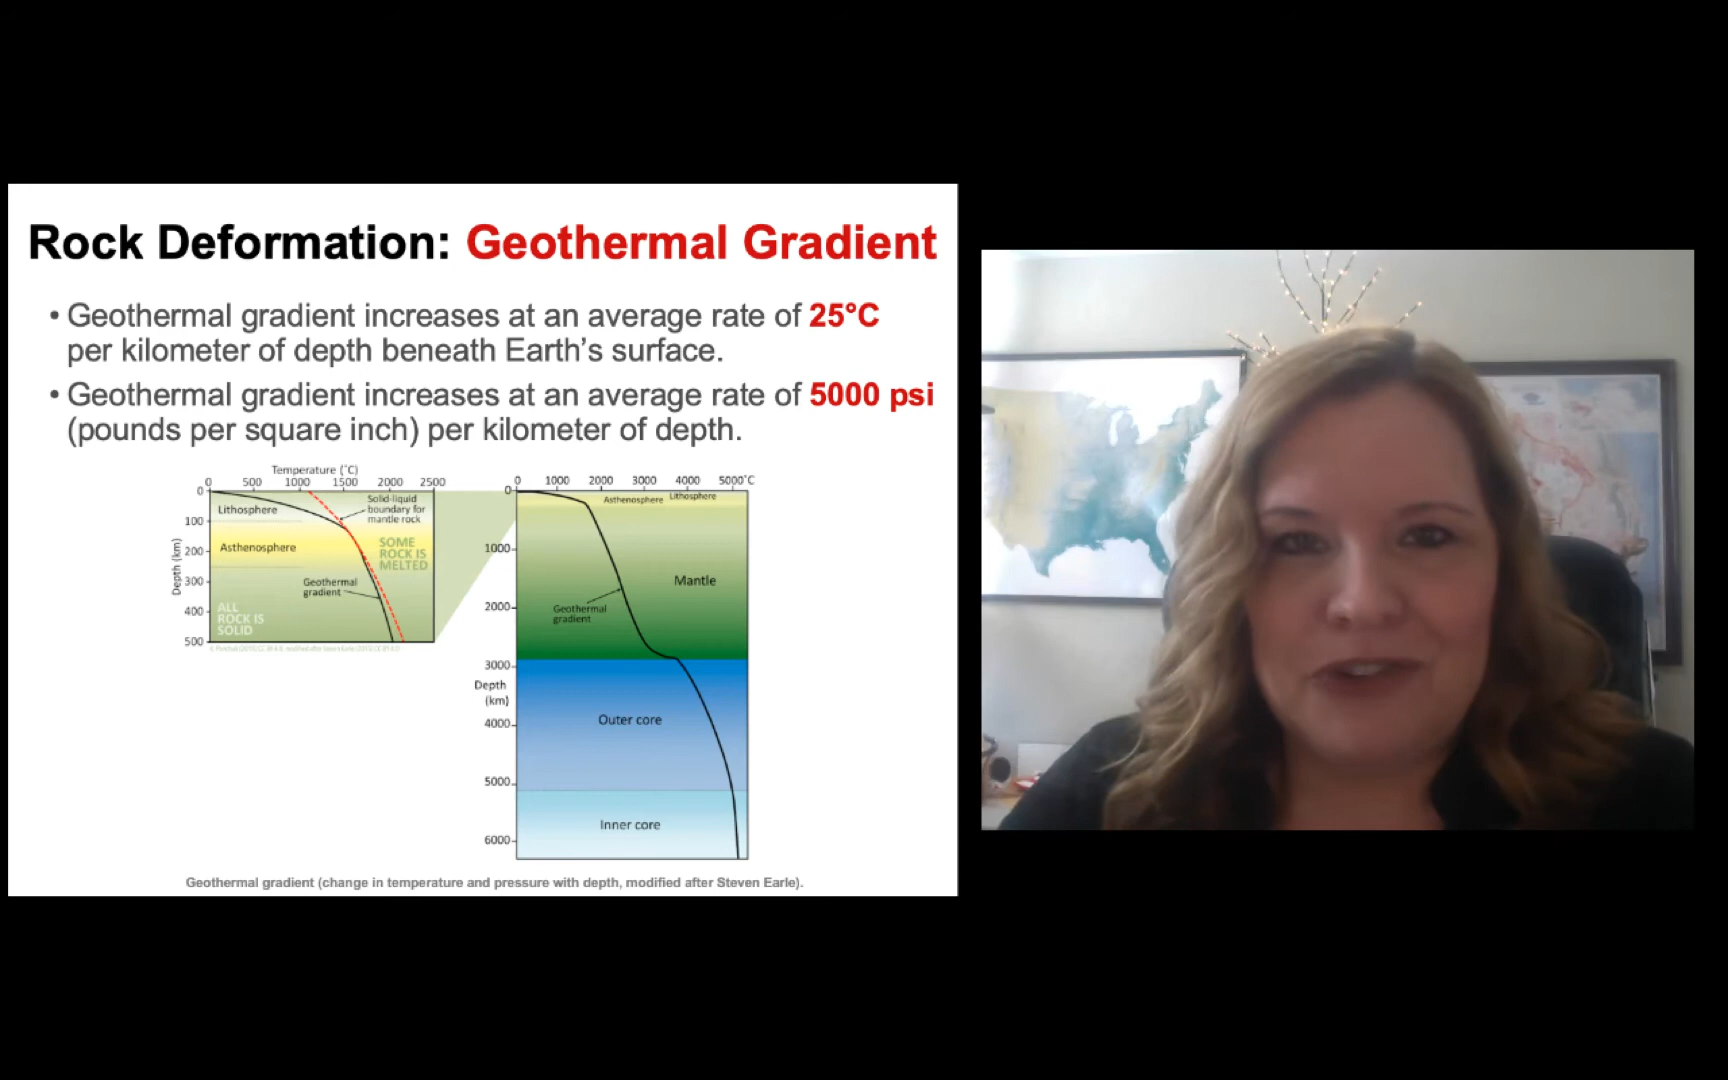 Rock Deformation: Geothermal Gradient
• Geothermal gradient increases at an average rate of 25°C
per kilometer of depth beneath Earth's surface.
• Geothermal gradient increases at an average rate of 5000 psi
(pounds per square inch) per kilometer of depth.
Temperature (˚C)
0 500 1000 1500 2000 2500
0
100
200
300
400
500
Depth (km)
Lithosphere
Solid-liquid
boundary for
mantle rock
Asthenosphere
SOME
ROCK IS
MELTED
Geothermal
gradient
ALL
ROCK IS
SOLID
0 1000 2000 3000 4000 5000˚C
0
1000
2000
3000
4000
5000
6000
Depth
(km)
Asthenosphere Lithosphere
Mantle
Geothermal
gradient
Outer core
Inner core
Geothermal gradient (change in temperature and pressure with depth, modified after Steven Earle).